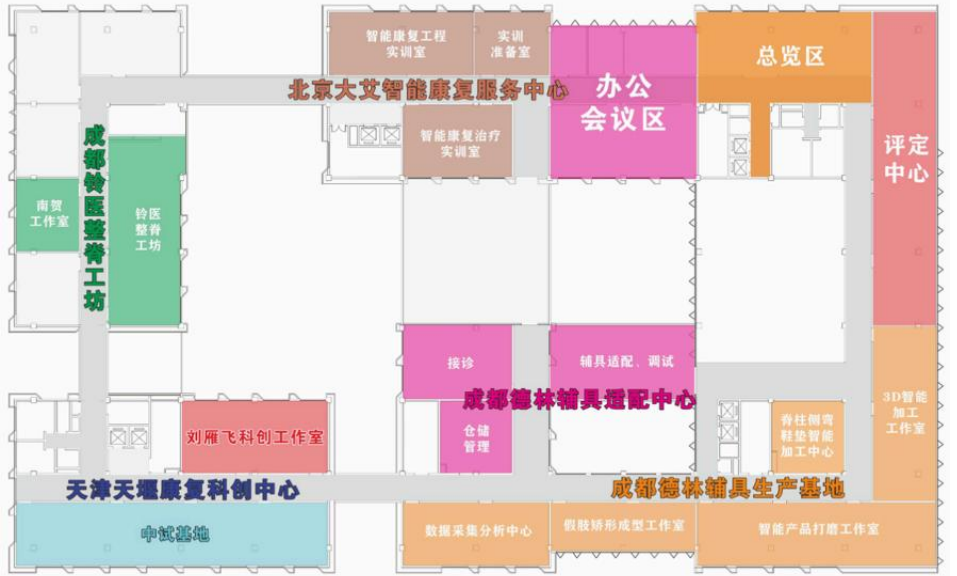 智能康复工程
实训室
实训
准备室
北京大艾智能康复服务中心
智能康复治疗
实训室
办公
会议区
总览区
评定
中心
成都铃医整脊工坊
南贺
工作室
铃医
整脊
工坊
接诊
辅具适配、调试
成都德林辅具适配中心
仓储
管理
刘雁飞科创工作室
脊柱侧弯
鞋垫智能
加工中心
3D智能
加工
工作室
天津天堰康复科创中心
成都德林辅具生产基地
中试基地
数据采集分析中心
假肢矫形成型工作室
智能产品打磨工作室